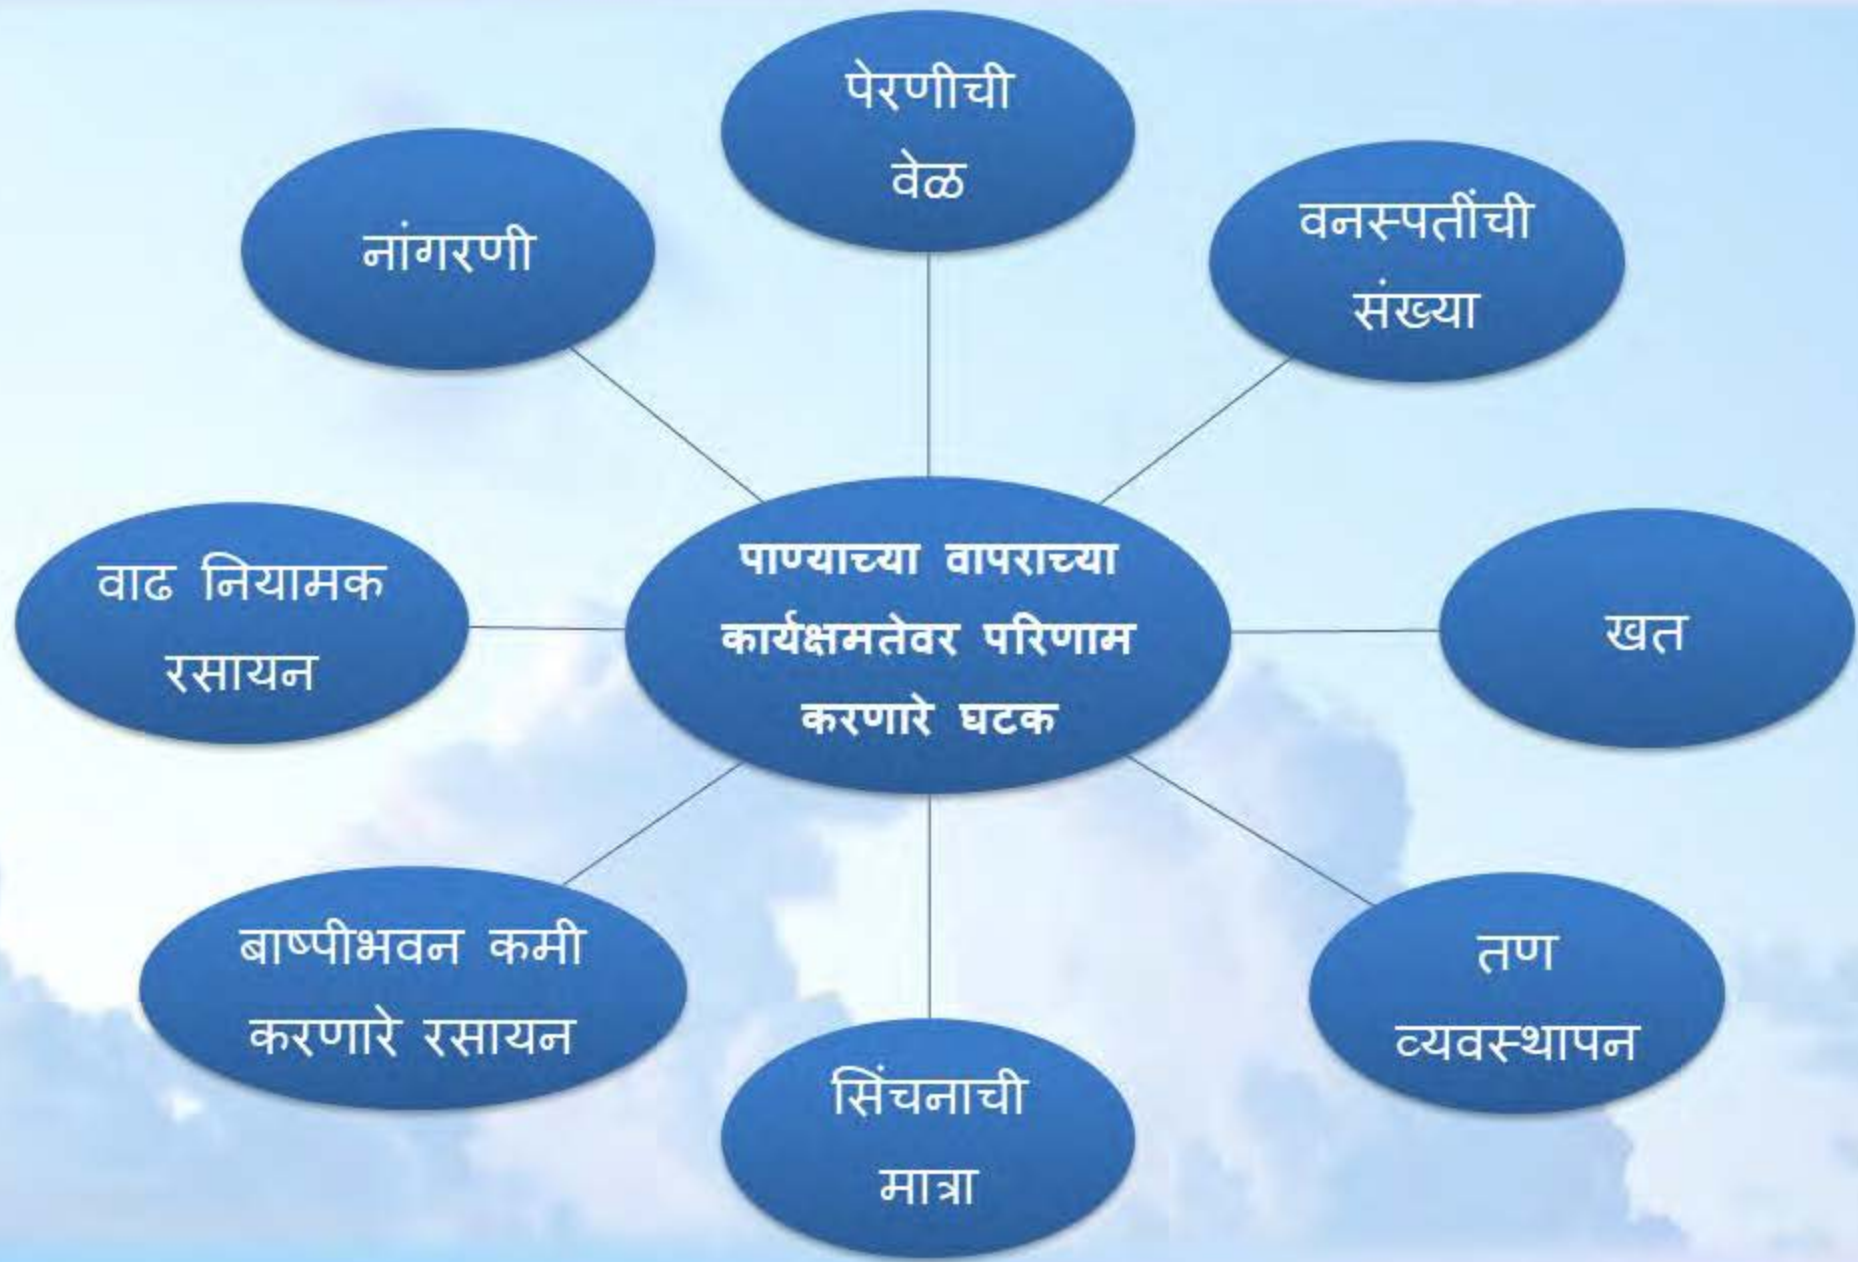 पेरणीची
वेळ
नांगरणी
वनस्पतींची
संख्या
वाढ नियामक
रसायन
पाण्याच्या वापराच्या
कार्यक्षमतेवर परिणाम
करणारे घटक
खत
बाष्पीभवन कमी
करणारे रसायन
तण
व्यवस्थापन
सिंचनाची
मात्रा